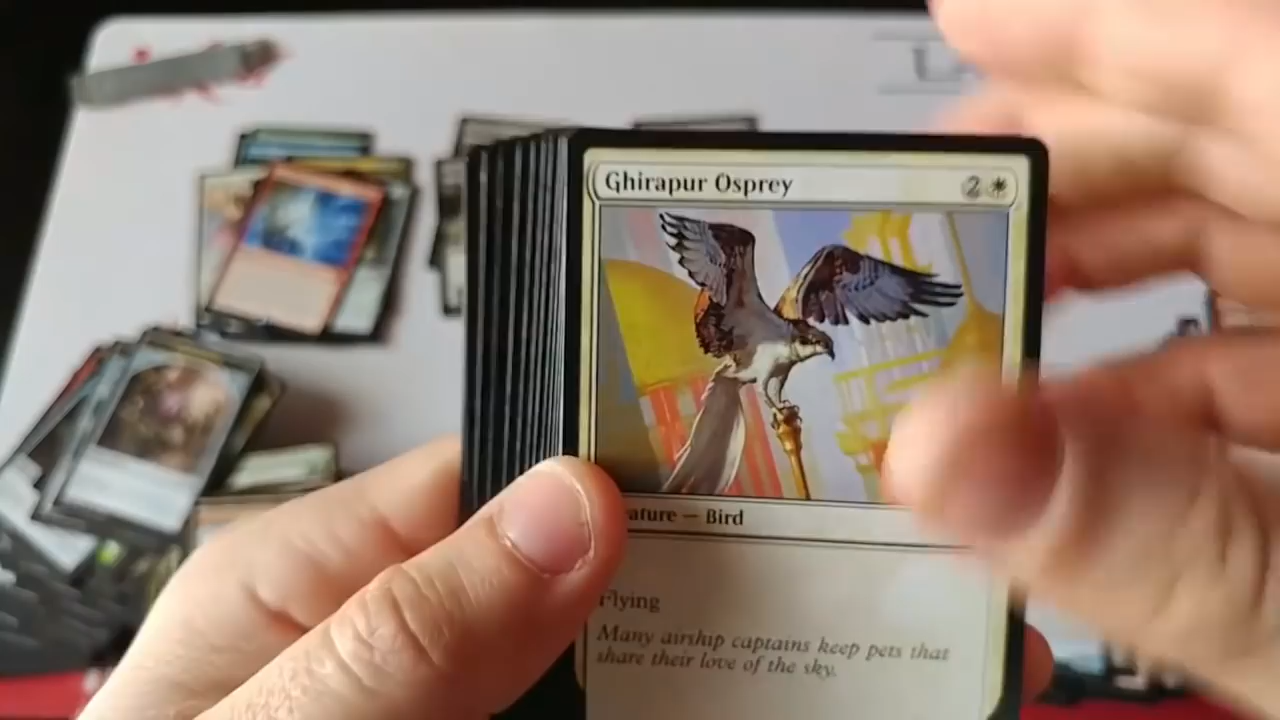 Ghirapur Osprey 2
ature — Bird
Flying
Many airship captains keep pets that
share their love of the sky.